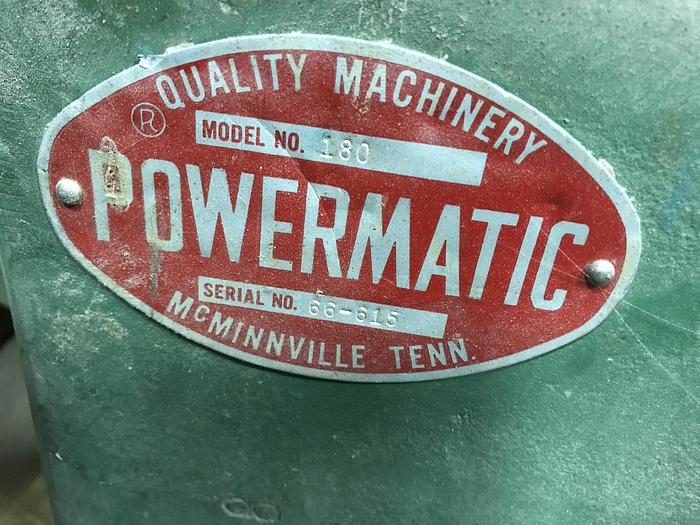 QUALITY MACHINERY
®
MODEL NO. 180
POWERMATIC
SERIAL NO. 66-615
MCMINNVILLE TENN.